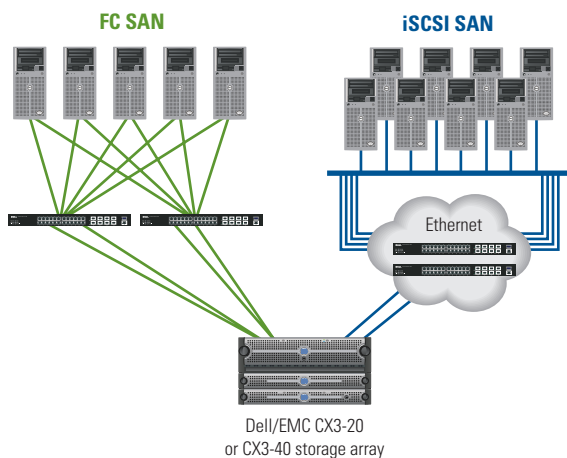 FC SAN
iSCSI SAN
Ethernet
Dell/EMC CX3-20
or CX3-40 storage array